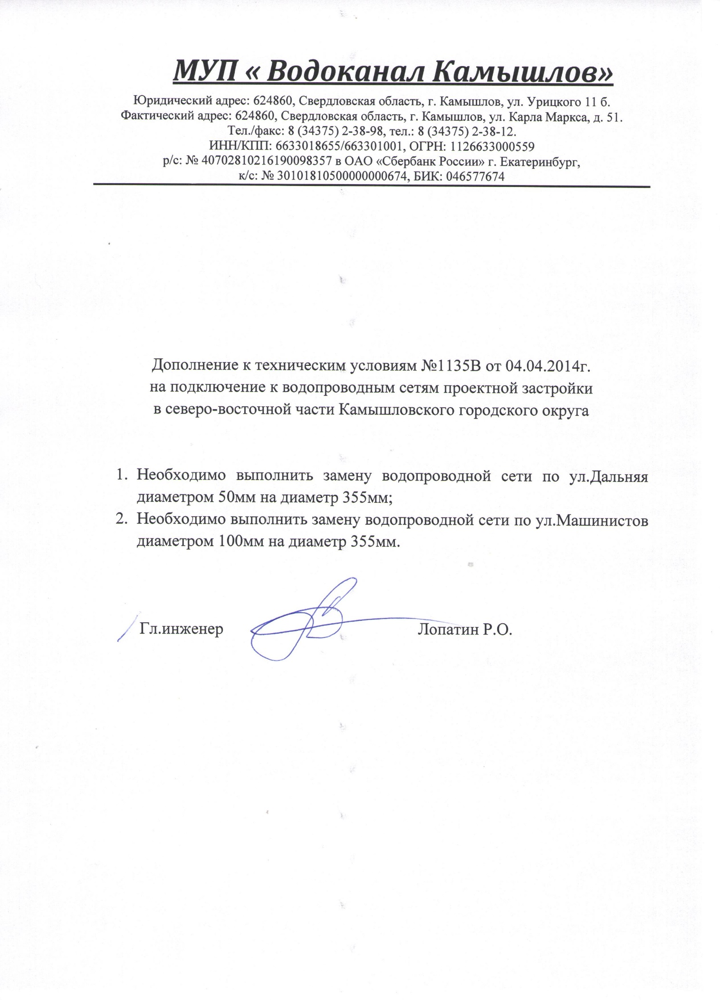 МУП « Водоканал Камышлов»
Юридический адрес: 624860, Свердловская область, г. Камышлов, ул. Урицкого 11 б.
Фактический адрес: 624860, Свердловская область, г. Камышлов, ул. Карла Маркса, д. 51.
Тел./факс: 8 (34375) 2-38-98, тел.: 8 (34375) 2-38-12.
ИНН/КПП: 6633018655/663301001, ОГРН: 1126633000559
р/с: № 40702810216190098357 в ОАО «Сбербанк России» г. Екатеринбург,
к/с: № 30101810500000000674, БИК: 046577674
Дополнение к техническим условиям №1135В от 04.04.2014г.
на подключение к водопроводным сетям проектной застройки
в северо-восточной части Камышловского городского округа
1. Необходимо выполнить замену водопроводной сети по ул.Дальняя
диаметром 50мм на диаметр 355мм;
2. Необходимо выполнить замену водопроводной сети по ул.Машинистов
диаметром 100мм на диаметр 355мм.
Гл.инженер Лопатин Р.О.